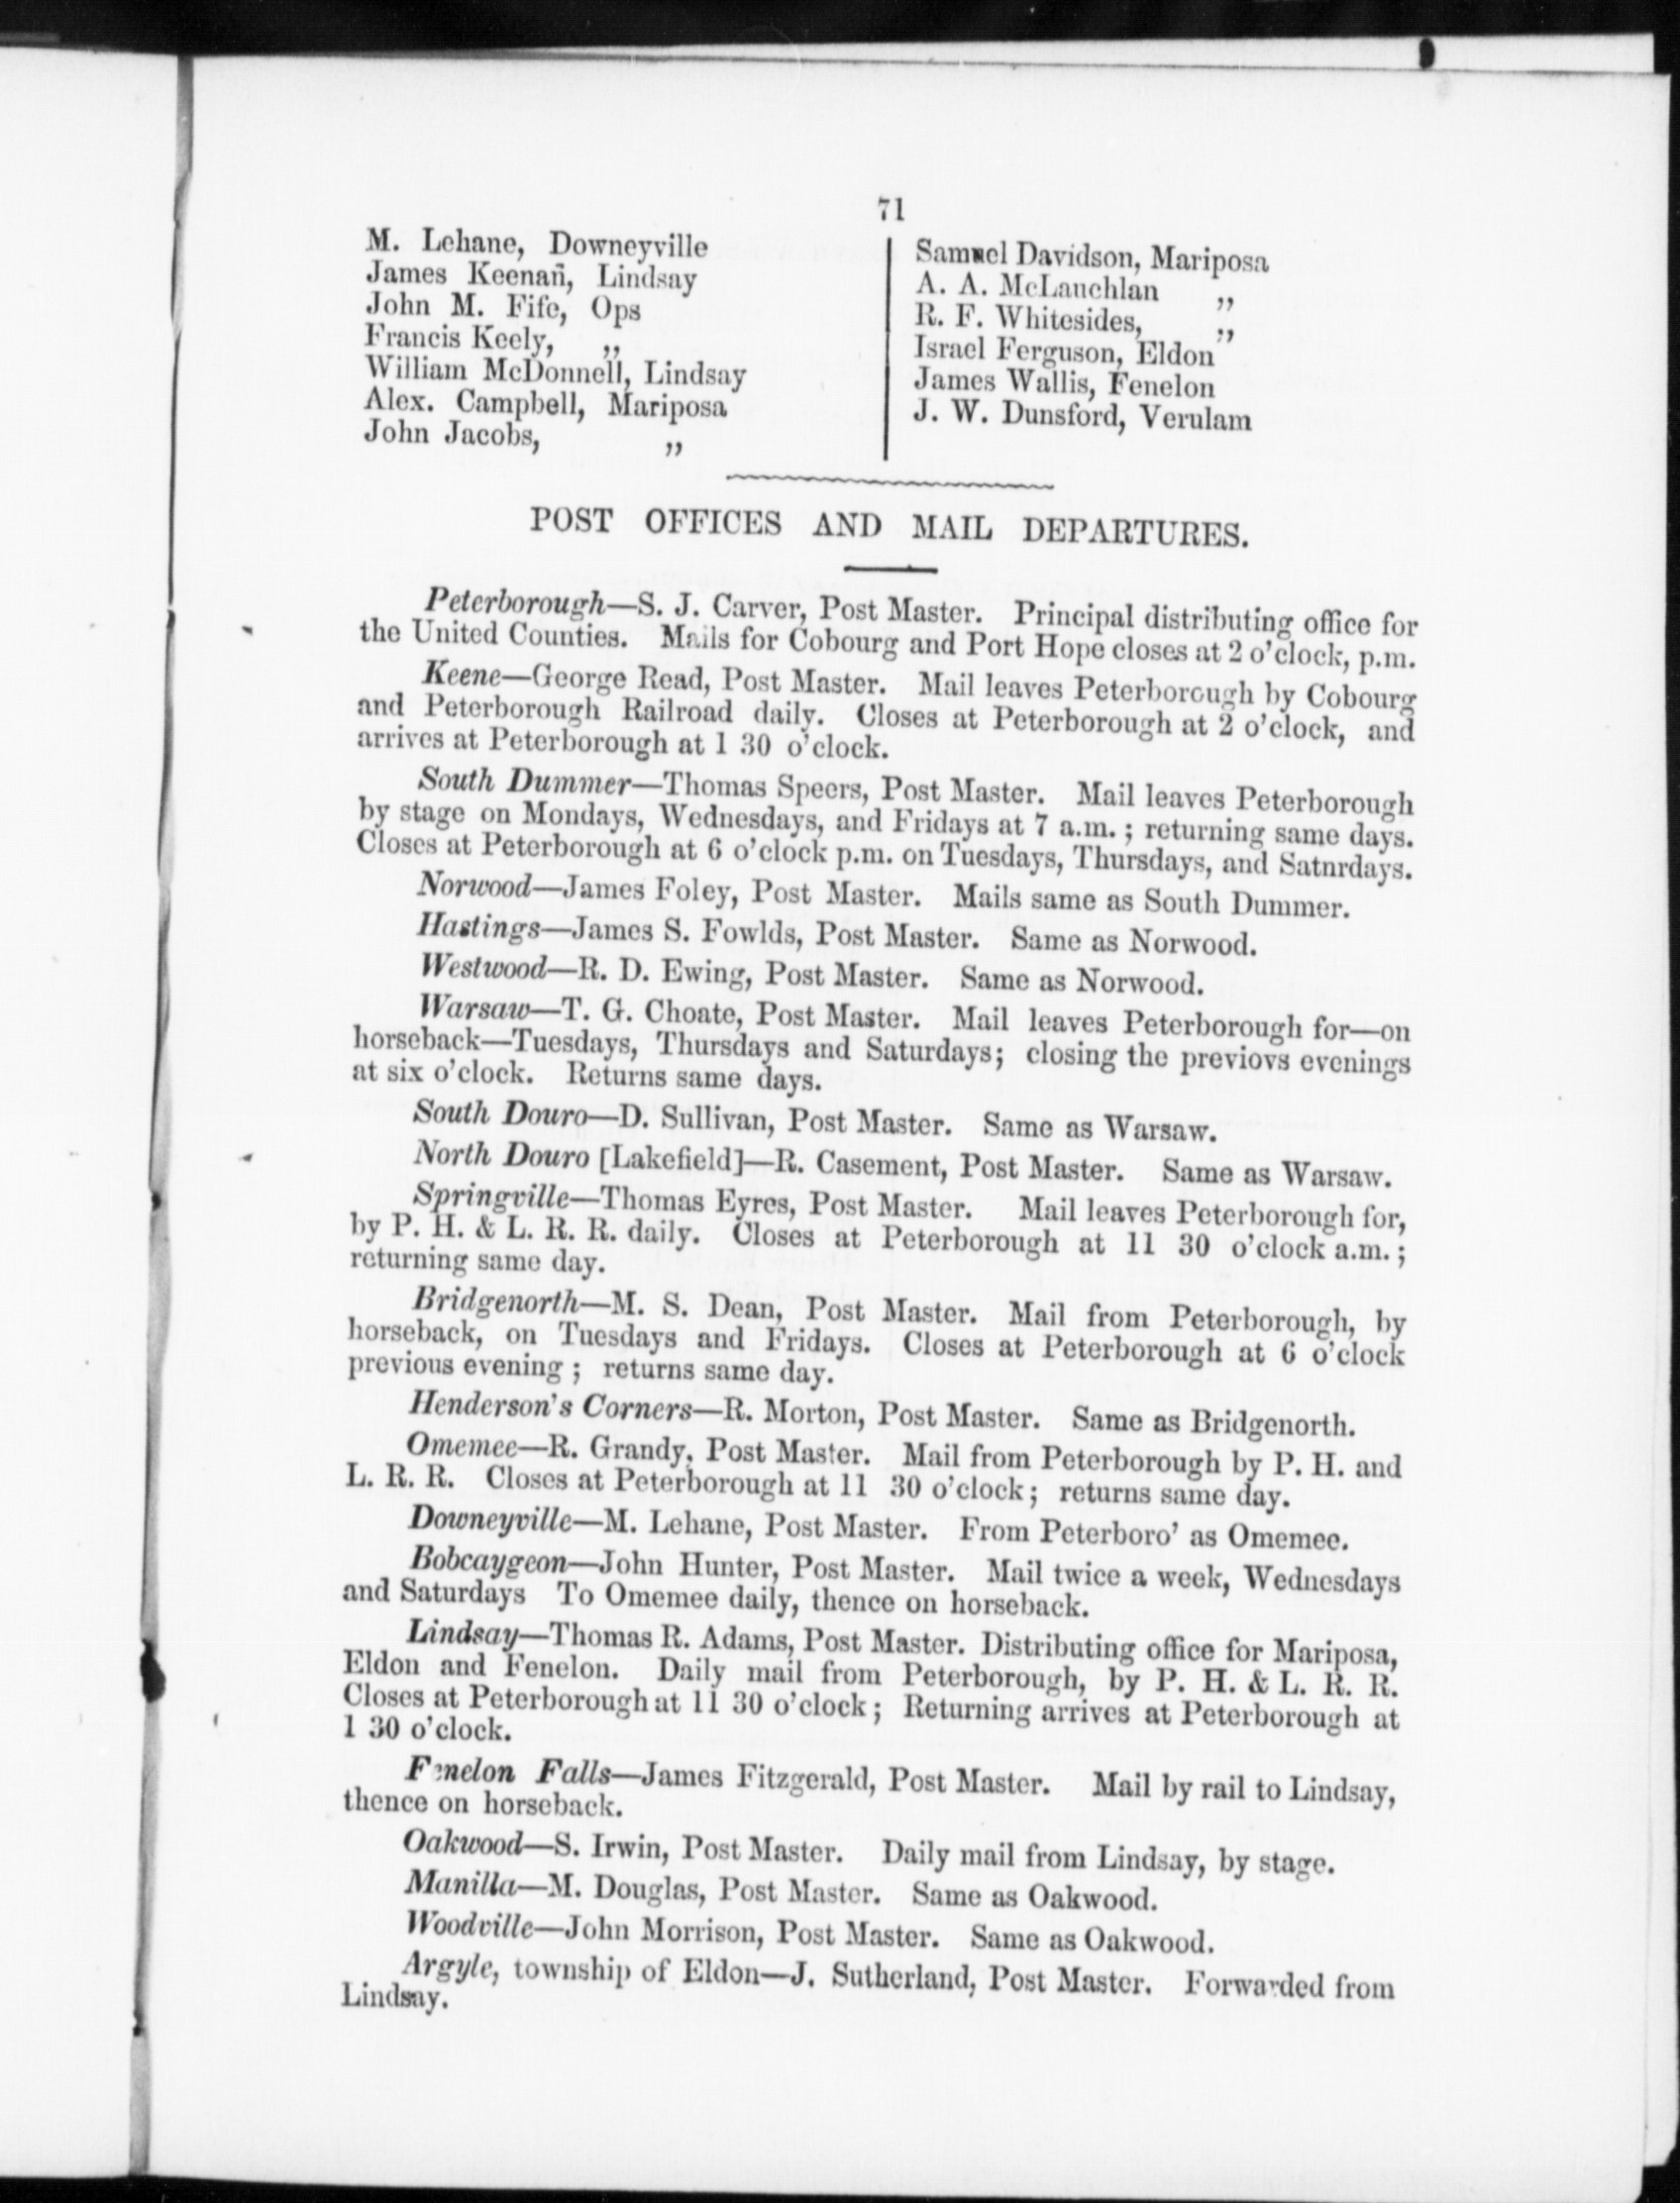 71
M. Lehane, Downeyville
James Keenan, Lindsay
John M. Fife, Ops
Francis Keely, „
William McDonnell, Lindsay
Alex. Campbell, Mariposa
John Jacobs, „
Samuel Davidson, Mariposa
A. A. McLauchlan „
R. F. Whitesides, „
Israel Ferguson, Eldon
James Wallis, Fenelon
J. W. Dunsford, Verulam
POST OFFICES AND MAIL DEPARTURES.
Peterborough—S. J. Carver, Post Master. Principal distributing office for
the United Counties. Mails for Cobourg and Port Hope closes at 2 o'clock, p.m.
Keene—George Read, Post Master. Mail leaves Peterborough by Cobourg
and Peterborough Railroad daily. Closes at Peterborough at 2 o'clock, and
arrives at Peterborough at 1 30 o'clock.
South Dummer—Thomas Speers, Post Master. Mail leaves Peterborough
by stage on Mondays, Wednesdays, and Fridays at 7 a.m. ; returning same days.
Closes at Peterborough at 6 o'clock p.m. on Tuesdays, Thursdays, and Satnrdays.
Norwood—James Foley, Post Master. Mails same as South Dummer.
Hastings—James S. Fowlds, Post Master. Same as Norwood.
Westwood—R. D. Ewing, Post Master. Same as Norwood.
Warsaw—T. G. Choate, Post Master. Mail leaves Peterborough for—on
horseback—Tuesdays, Thursdays and Saturdays; closing the previovs evenings
at six o'clock. Returns same days.
South Douro—D. Sullivan, Post Master. Same as Warsaw.
North Douro [Lakefield]—R. Casement, Post Master. Same as Warsaw.
Springville—Thomas Eyres, Post Master. Mail leaves Peterborough for,
by P. H. & L. R. R. daily. Closes at Peterborough at 11 30 o'clock a.m. ;
returning same day.
Bridgenorth—M. S. Dean, Post Master. Mail from Peterborough, by
horseback, on Tuesdays and Fridays. Closes at Peterborough at 6 o'clock
previous evening ; returns same day.
Henderson's Corners—R. Morton, Post Master. Same as Bridgenorth.
Omemee—R. Grandy, Post Master. Mail from Peterborough by P. H. and
L. R. R. Closes at Peterborough at 11 30 o'clock; returns same day.
Downeyville—M. Lehane, Post Master. From Peterboro' as Omemee.
Bobcaygeon—John Hunter, Post Master. Mail twice a week, Wednesdays
and Saturdays To Omemee daily, thence on horseback.
Lindsay—Thomas R. Adams, Post Master. Distributing office for Mariposa,
Eldon and Fenelon. Daily mail from Peterborough, by P. H. & L. R. R.
Closes at Peterborough at 11 30 o'clock; Returning arrives at Peterborough at
1 30 o'clock.
Fenelon Falls—James Fitzgerald, Post Master. Mail by rail to Lindsay,
thence on horseback.
Oakwood—S. Irwin, Post Master. Daily mail from Lindsay, by stage.
Manilla—M. Douglas, Post Master. Same as Oakwood.
Woodville—John Morrison, Post Master. Same as Oakwood.
Argyle, township of Eldon—J. Sutherland, Post Master. Forwarded from
Lindsay.